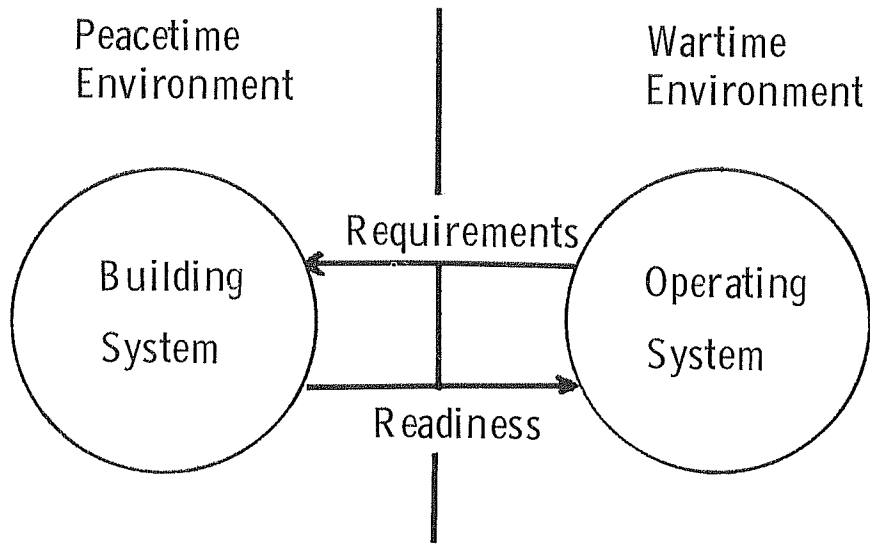 Peacetime
Environment
Wartime
Environment
Requirements
Building
System
Operating
System
Readiness